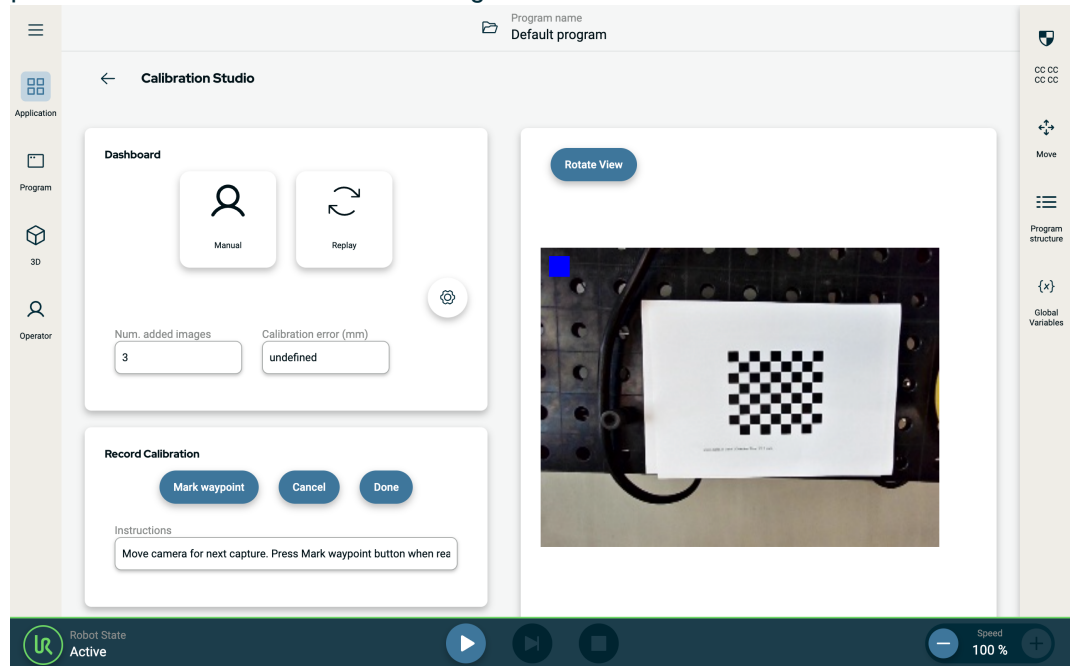 Program name
Default program
Application
Program
3D
Operator
Calibration Studio
Dashboard
Manual
Replay
Num. added images
3
Calibration error (mm)
undefined
Record Calibration
Mark waypoint
Cancel
Done
Instructions
Move camera for next capture. Press Mark waypoint button when rea
Rotate View
CC CC
CC CC
Move
Program
structure
{x}
Global
Variables
Robot State
Active
Speed
100 %